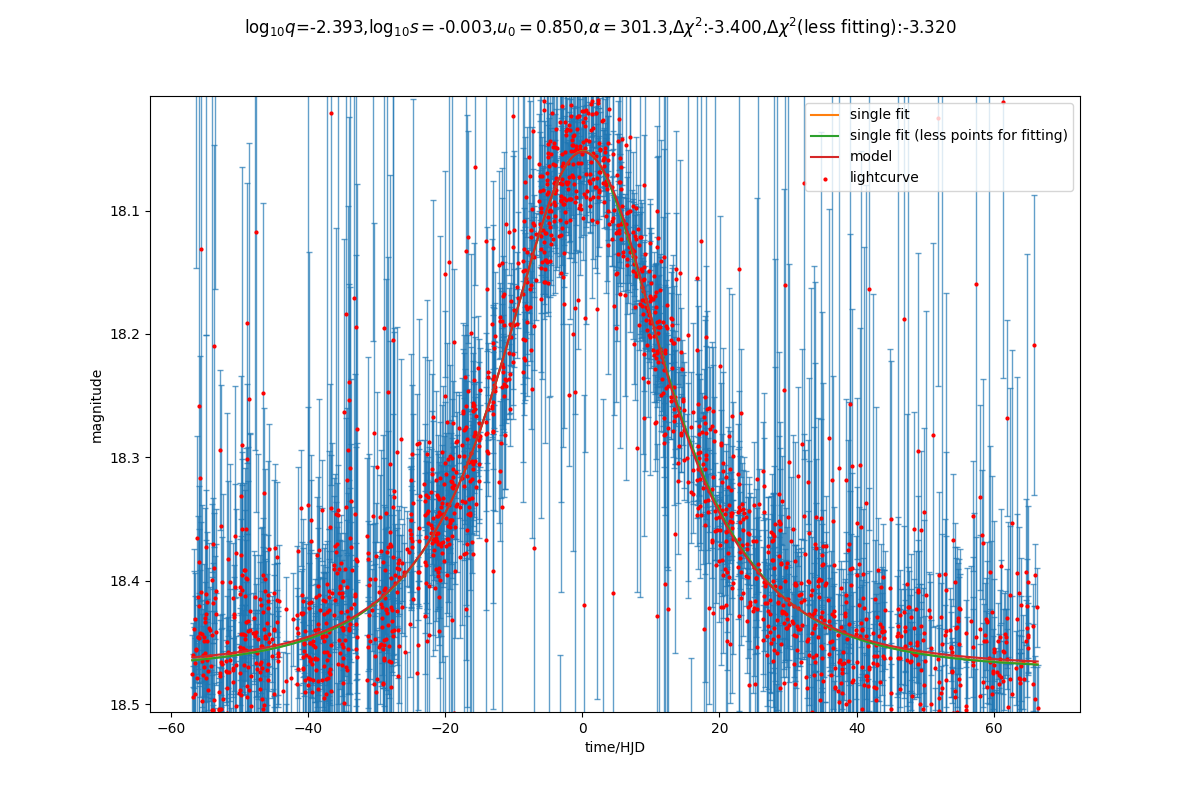 log₁₀q=-2.393,log₁₀s = -0.003,u₀ = 0.850,α = 301.3,Δχ²:-3.400,Δχ²(less fitting):-3.320
single fit
single fit (less points for fitting)
model
lightcurve
magnitude
18.1
18.2
18.3
18.4
18.5
−60
−40
−20
0
20
40
60
time/HJD